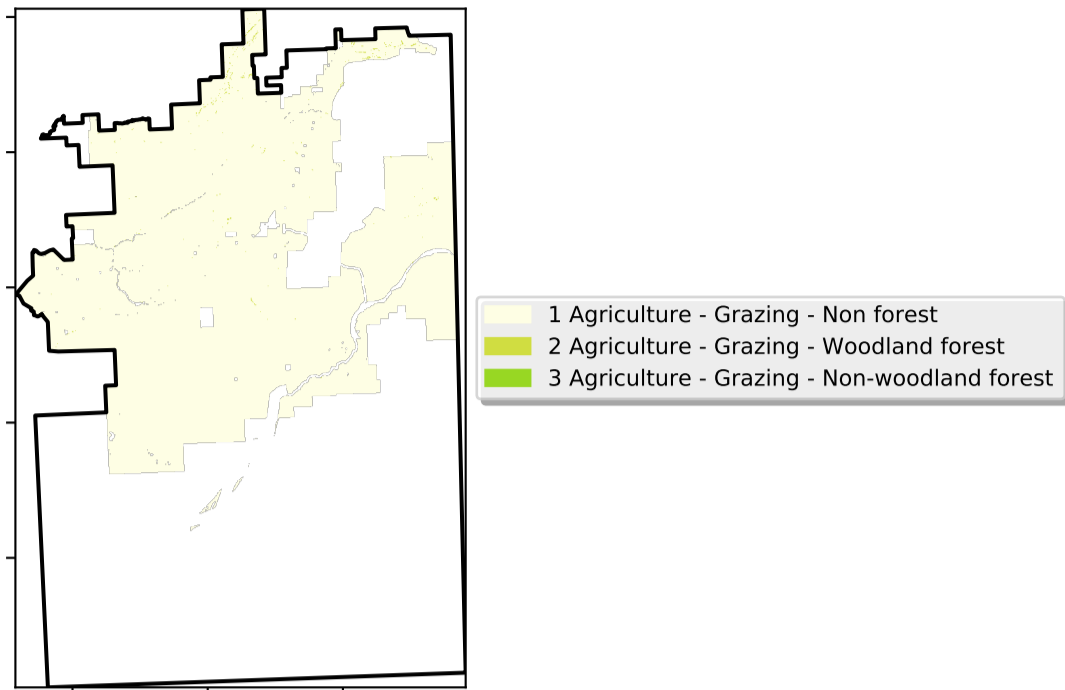 1 Agriculture - Grazing - Non forest
2 Agriculture - Grazing - Woodland forest
3 Agriculture - Grazing - Non-woodland forest